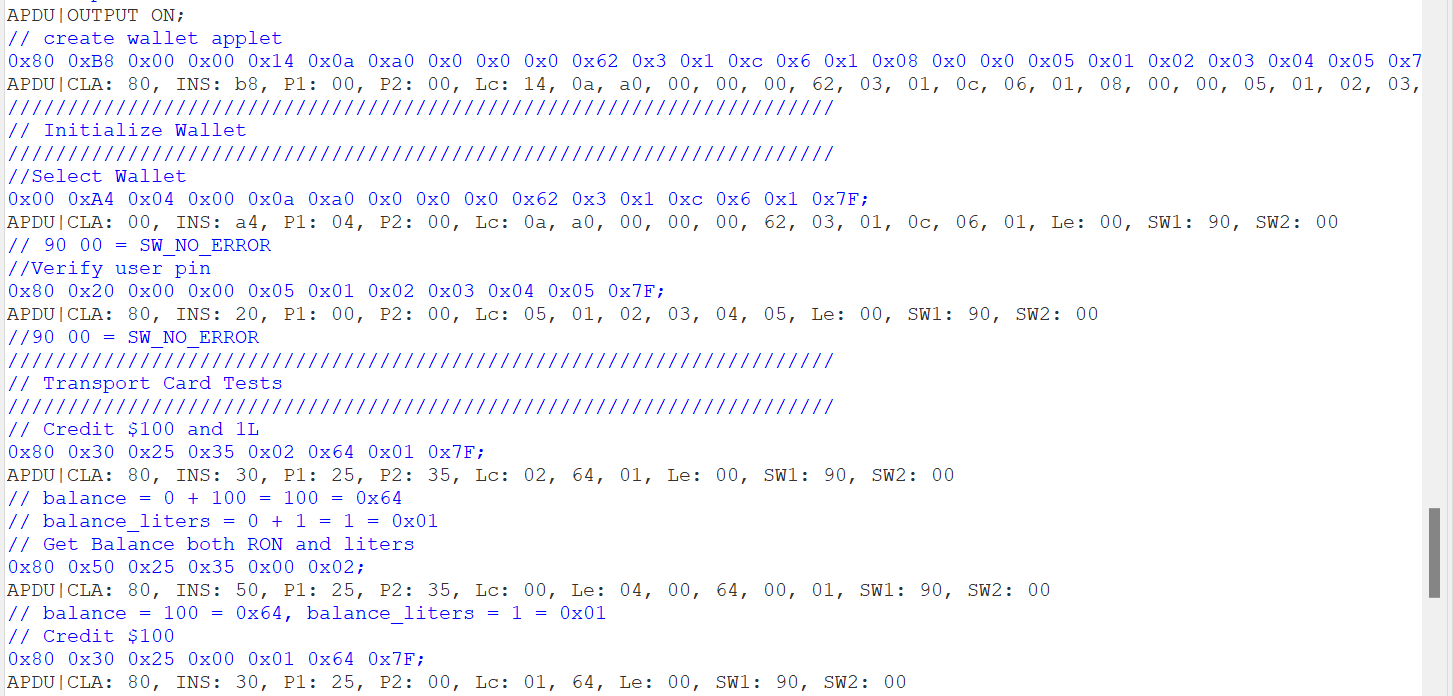 APDU|OUTPUT ON;
// create wallet applet
0x80 0xB8 0x00 0x00 0x14 0x0a 0xa0 0x0 0x0 0x0 0x62 0x3 0x1 0xc 0x6 0x1 0x08 0x0 0x0 0x05 0x01 0x02 0x03 0x04 0x05 0x7
APDU|CLA: 80, INS: b8, P1: 00, P2: 00, Lc: 14, 0a, a0, 00, 00, 00, 62, 03, 01, 0c, 06, 01, 08, 00, 00, 05, 01, 02, 03,
/////////////////////////////////////////////////////////////////////
// Initialize Wallet
/////////////////////////////////////////////////////////////////////
//Select Wallet
0x00 0xA4 0x04 0x00 0x0a 0xa0 0x0 0x0 0x0 0x62 0x3 0x1 0xc 0x6 0x1 0x7F;
APDU|CLA: 00, INS: a4, P1: 04, P2: 00, Lc: 0a, a0, 00, 00, 00, 62, 03, 01, 0c, 06, 01, Le: 00, SW1: 90, SW2: 00
// 90 00 = SW_NO_ERROR
//Verify user pin
0x80 0x20 0x00 0x00 0x05 0x01 0x02 0x03 0x04 0x05 0x7F;
APDU|CLA: 80, INS: 20, P1: 00, P2: 00, Lc: 05, 01, 02, 03, 04, 05, Le: 00, SW1: 90, SW2: 00
//90 00 = SW_NO_ERROR
/////////////////////////////////////////////////////////////////////
// Transport Card Tests
/////////////////////////////////////////////////////////////////////
// Credit $100 and 1L
0x80 0x30 0x25 0x35 0x02 0x64 0x01 0x7F;
APDU|CLA: 80, INS: 30, P1: 25, P2: 35, Lc: 02, 64, 01, Le: 00, SW1: 90, SW2: 00
// balance = 0 + 100 = 100 = 0x64
// balance_liters = 0 + 1 = 1 = 0x01
// Get Balance both RON and liters
0x80 0x50 0x25 0x35 0x00 0x02;
APDU|CLA: 80, INS: 50, P1: 25, P2: 35, Lc: 00, Le: 04, 00, 64, 00, 01, SW1: 90, SW2: 00
// balance = 100 = 0x64, balance_liters = 1 = 0x01
// Credit $100
0x80 0x30 0x25 0x00 0x01 0x64 0x7F;
APDU|CLA: 80, INS: 30, P1: 25, P2: 00, Lc: 01, 64, Le: 00, SW1: 90, SW2: 00